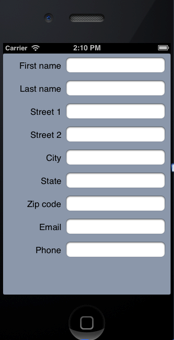 Carrier 2:10 PM
First name
Last name
Street 1
Street 2
City
State
Zip code
Email
Phone